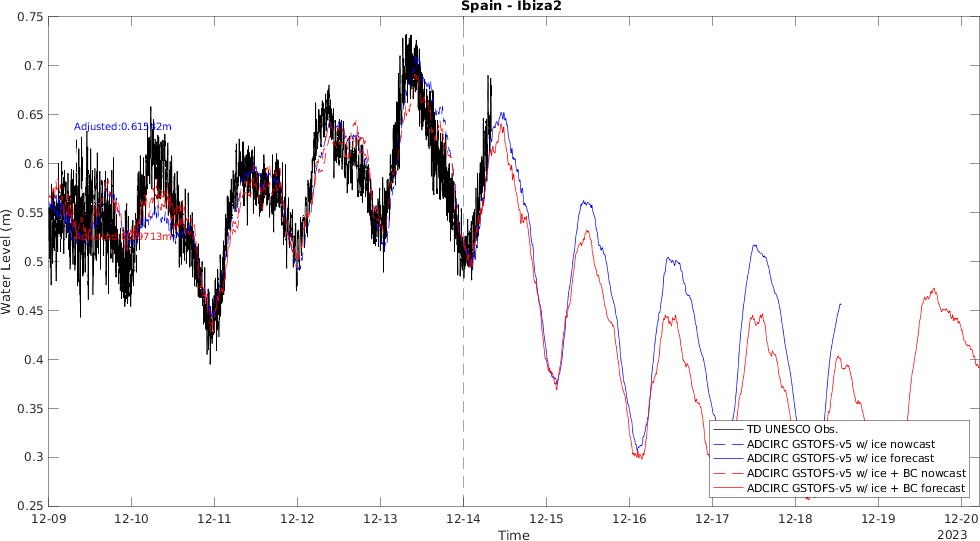 Spain - Ibiza2
0.75
0.7
0.65
0.6
0.55
0.5
0.45
0.4
0.35
0.3
0.25
Water Level (m)
TD UNESCO Obs.
ADCIRC GSTOFS-v5 w/ ice nowcast
ADCIRC GSTOFS-v5 w/ ice forecast
ADCIRC GSTOFS-v5 w/ ice + BC nowcast
ADCIRC GSTOFS-v5 w/ ice + BC forecast
12-09 12-10 12-11 12-12 12-13 12-14 12-15 12-16 12-17 12-18 12-19 12-20
Time
2023